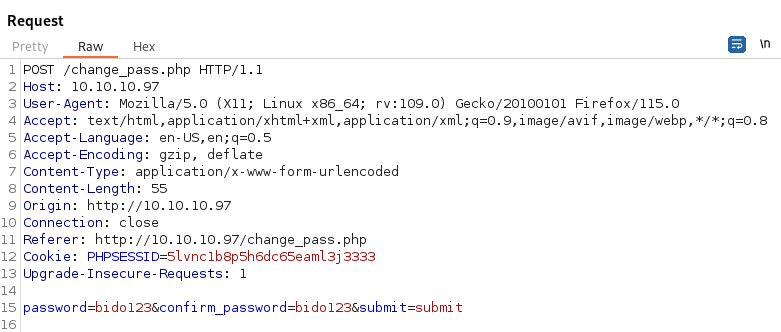 Request
Pretty Raw Hex \n
1 POST /change_pass.php HTTP/1.1
2 Host: 10.10.10.97
3 User-Agent: Mozilla/5.0 (X11; Linux x86_64; rv:109.0) Gecko/20100101 Firefox/115.0
4 Accept: text/html,application/xhtml+xml,application/xml;q=0.9,image/avif,image/webp,*/*;q=0.8
5 Accept-Language: en-US,en;q=0.5
6 Accept-Encoding: gzip, deflate
7 Content-Type: application/x-www-form-urlencoded
8 Content-Length: 55
9 Origin: http://10.10.10.97
10 Connection: close
11 Referer: http://10.10.10.97/change_pass.php
12 Cookie: PHPSESSID=5lvnc1b8p5h6dc65eaml3j3333
13 Upgrade-Insecure-Requests: 1
14
15 password=bido123&confirm_password=bido123&submit=submit
16